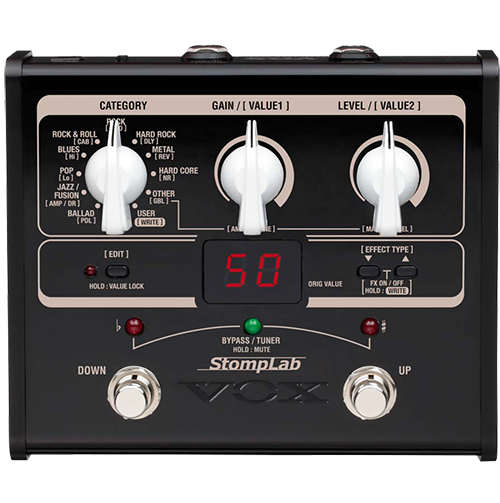 CATEGORY
GAIN / [ VALUE1 ]
LEVEL / [ VALUE2 ]
ROCK
ROCK & ROLL
[ CAB ]
HARD ROCK
[ DLY ]
BLUES
[ Hi ]
METAL
[ REV ]
POP
[ Lo ]
HARD CORE
[ NR ]
JAZZ /
FUSION
[ AMP / DR ]
OTHER
[ GBL ]
BALLAD
[ PDL ]
USER
[ WRITE ]
[ EDIT ]
HOLD : VALUE LOCK
50
ORIG VALUE
[ EFFECT TYPE ]
[ FX ON / OFF ]
HOLD : WRITE
♭
♯
BYPASS / TUNER
HOLD : MUTE
StompLab
DOWN
VOX
UP